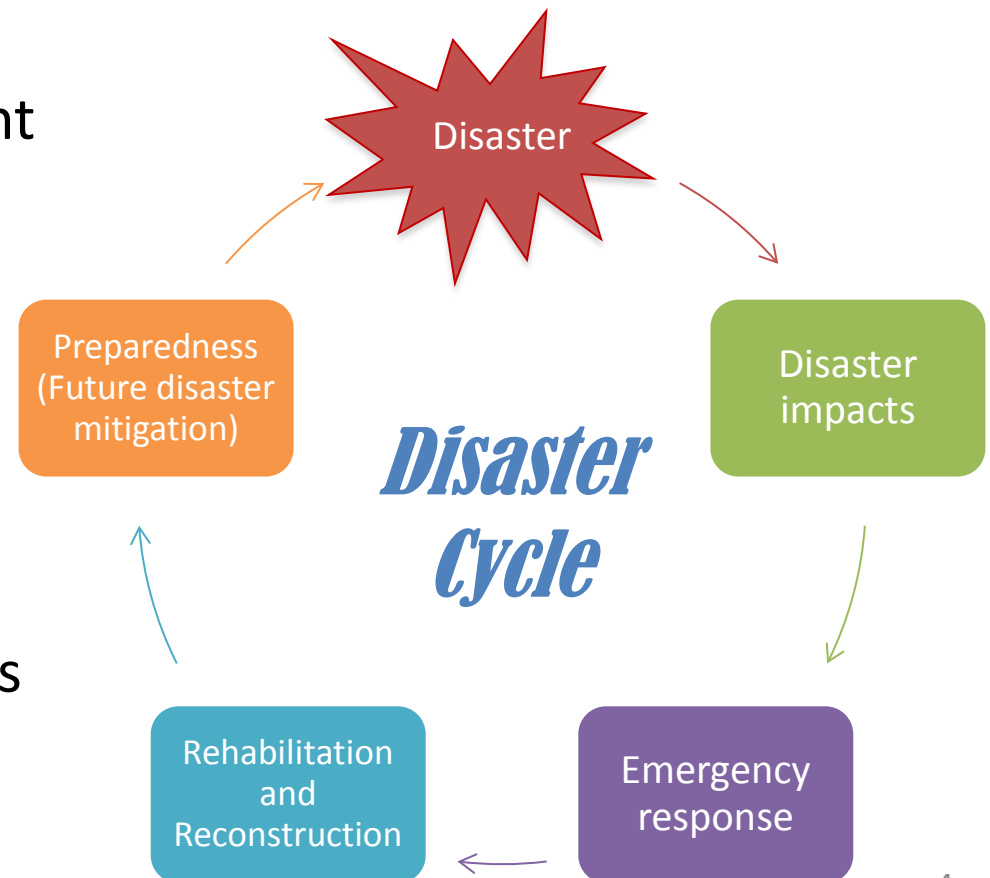 nt
Disaster
Preparedness
(Future disaster
mitigation)
Disaster
impacts
Disaster
Cycle
s
Rehabilitation
and
Reconstruction
Emergency
response